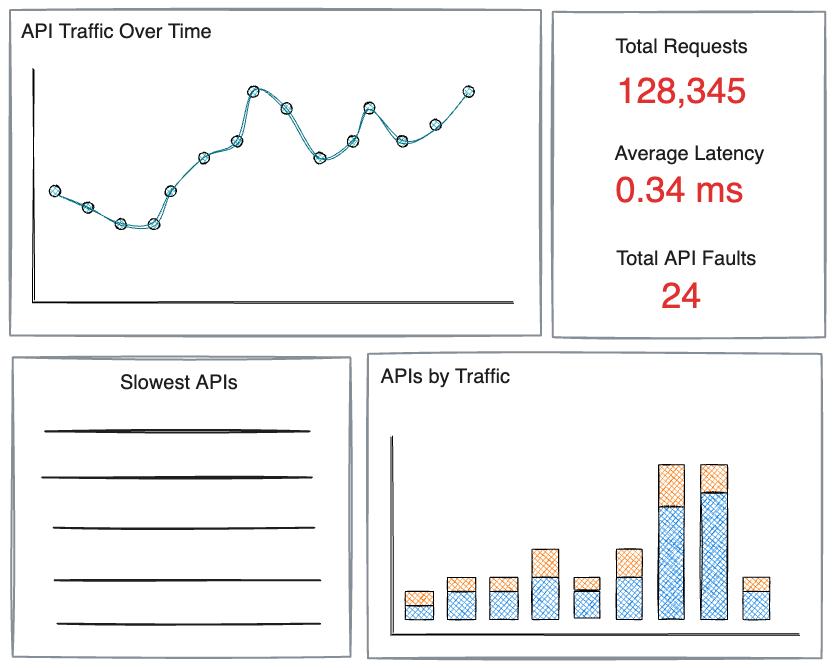 API Traffic Over Time
Total Requests
128,345
Average Latency
0.34 ms
Total API Faults
24
Slowest APIs
APIs by Traffic